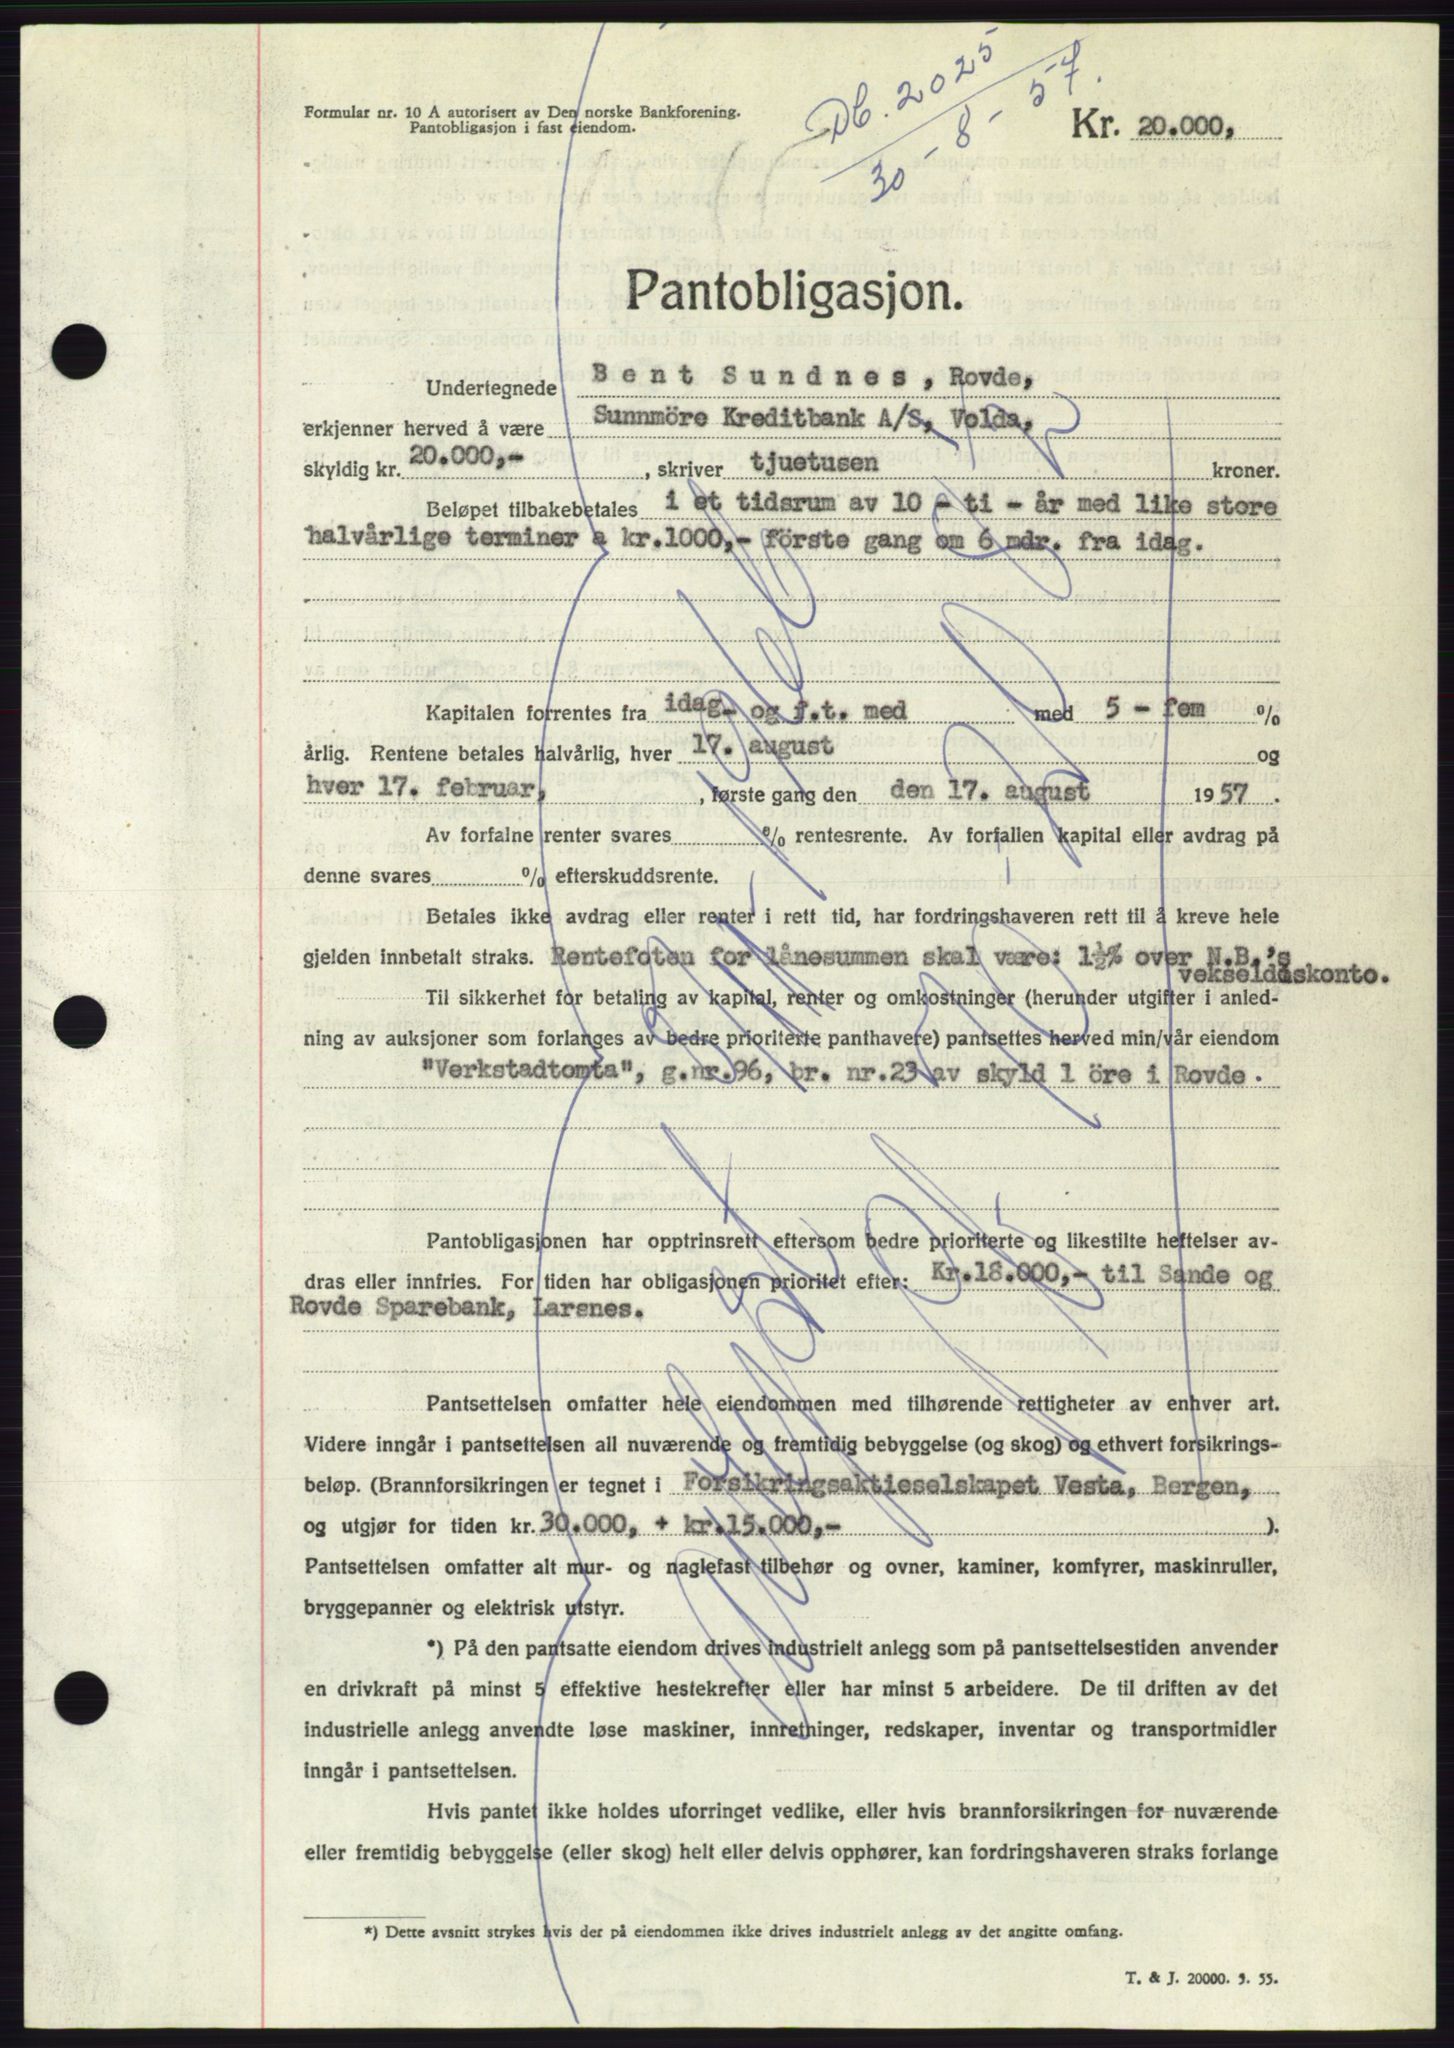 Formular nr. 10 A autorisert av Den norske Bankforening.
Pantobligasjon i fast eiendom.
Db. 2025
30-8-57.
Kr. 20.000,
Pantobligasjon.
Undertegnede Bent Sundnes, Rovde,
erkjenner herved å være Sunnmöre Kreditbank A/S, Volda,
skyldig kr. 20.000,- , skriver tjuetusen kroner.
Beløpet tilbakebetales i et tidsrum av 10 - ti - år med like store
halvårlige terminer a kr.1000,- förste gang om 6 mdr. fra idag.
Kapitalen forrentes fra idag- og f.t. med med 5 - fem %
årlig. Rentene betales halvårlig, hver 17. august og
hver 17. februar, , første gang den den 17. august 1957 .
Av forfalne renter svares % rentesrente. Av forfallen kapital eller avdrag på
denne svares % efterskuddsrente.
Betales ikke avdrag eller renter i rett tid, har fordringshaveren rett til å kreve hele
gjelden innbetalt straks. Rentefoten for lånesummen skal være: 1½% over N.B.'s
vekseldiskonto.
Til sikkerhet for betaling av kapital, renter og omkostninger (herunder utgifter i anled-
ning av auksjoner som forlanges av bedre prioriterte panthavere) pantsettes herved min/vår eiendom
"Verkstadtomta", g.nr.96, br. nr.23 av skyld 1 öre i Rovde.
Pantobligasjonen har opptrinsrett eftersom bedre prioriterte og likestilte heftelser av-
dras eller innfries. For tiden har obligasjonen prioritet efter: Kr.18.000,- til Sande og
Rovde Sparebank, Larsnes.
Pantsettelsen omfatter hele eiendommen med tilhørende rettigheter av enhver art.
Videre inngår i pantsettelsen all nuværende og fremtidig bebyggelse (og skog) og ethvert forsikrings-
beløp. (Brannforsikringen er tegnet i Forsikringsaktieselskapet Vesta, Bergen,
og utgjør for tiden kr. 30.000, + kr.15.000,- ).
Pantsettelsen omfatter alt mur- og naglefast tilbehør og ovner, kaminer, komfyrer, maskinruller,
bryggepanner og elektrisk utstyr.
*) På den pantsatte eiendom drives industrielt anlegg som på pantsettelsestiden anvender
en drivkraft på minst 5 effektive hestekrefter eller har minst 5 arbeidere. De til driften av det
industrielle anlegg anvendte løse maskiner, innretninger, redskaper, inventar og transportmidler
inngår i pantsettelsen.
Hvis pantet ikke holdes uforringet vedlike, eller hvis brannforsikringen for nuværende
eller fremtidig bebyggelse (eller skog) helt eller delvis opphører, kan fordringshaveren straks forlange
*) Dette avsnitt strykes hvis der på eiendommen ikke drives industrielt anlegg av det angitte omfang.
T. & J. 20000. 9. 55.